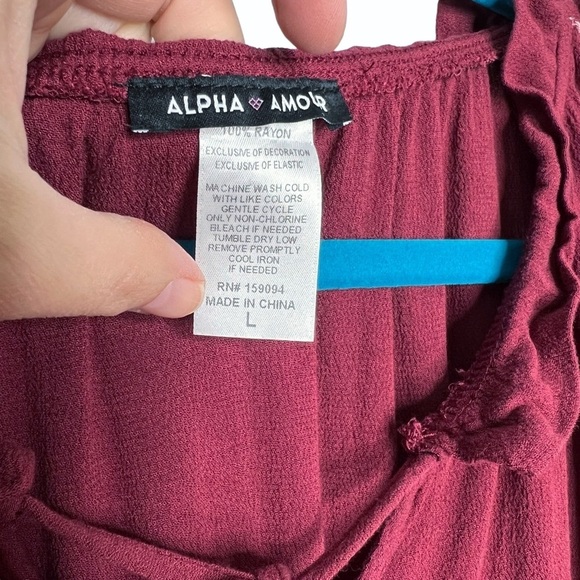 ALPHA AMOUR
100% RAYON
EXCLUSIVE OF DECORATION
EXCLUSIVE OF ELASTIC
MACHINE WASH COLD
WITH LIKE COLORS
GENTLE CYCLE
ONLY NON-CHLORINE
BLEACH IF NEEDED
TUMBLE DRY LOW
REMOVE PROMPTLY
COOL IRON
IF NEEDED
RN# 159094
MADE IN CHINA
L